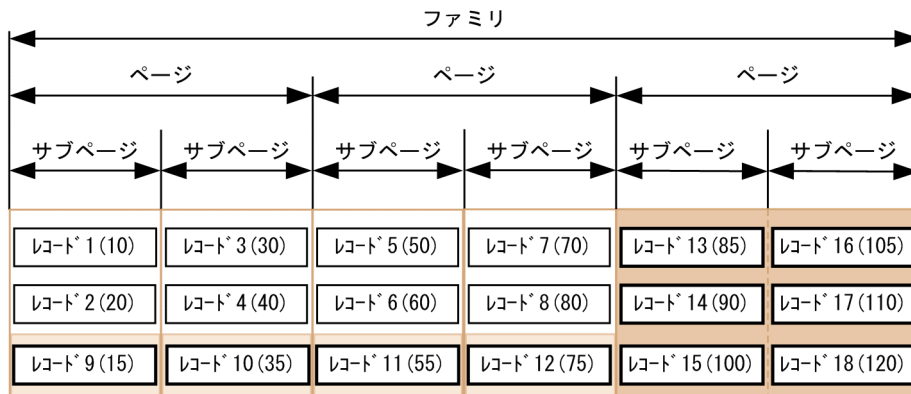 ファミリ
ページ ページ ページ
サブページ サブページ サブページ サブページ サブページ サブページ
ﾚｺｰﾄﾞ1(10) ﾚｺｰﾄﾞ3(30) ﾚｺｰﾄﾞ5(50) ﾚｺｰﾄﾞ7(70) ﾚｺｰﾄﾞ13(85) ﾚｺｰﾄﾞ16(105)
ﾚｺｰﾄﾞ2(20) ﾚｺｰﾄﾞ4(40) ﾚｺｰﾄﾞ6(60) ﾚｺｰﾄﾞ8(80) ﾚｺｰﾄﾞ14(90) ﾚｺｰﾄﾞ17(110)
ﾚｺｰﾄﾞ9(15) ﾚｺｰﾄﾞ10(35) ﾚｺｰﾄﾞ11(55) ﾚｺｰﾄﾞ12(75) ﾚｺｰﾄﾞ15(100) ﾚｺｰﾄﾞ18(120)